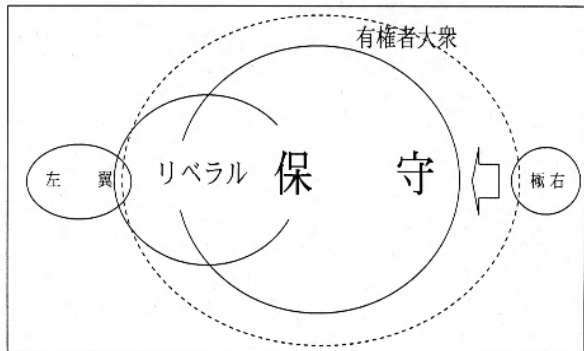 有権者大衆
左　翼
リベラル
保　守
極右